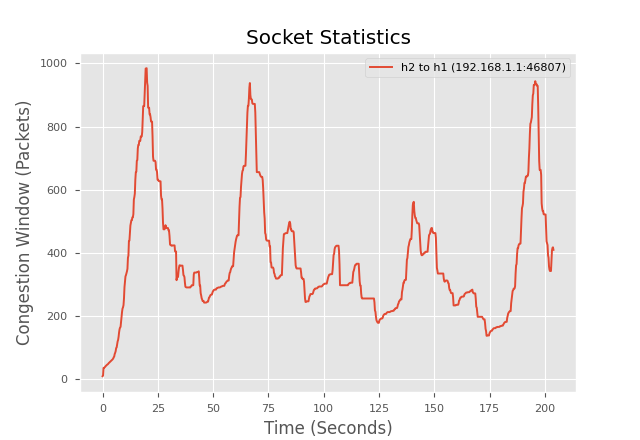 Socket Statistics
h2 to h1 (192.168.1.1:46807)
Congestion Window (Packets)
1000
800
600
400
200
0
0 25 50 75 100 125 150 175 200
Time (Seconds)